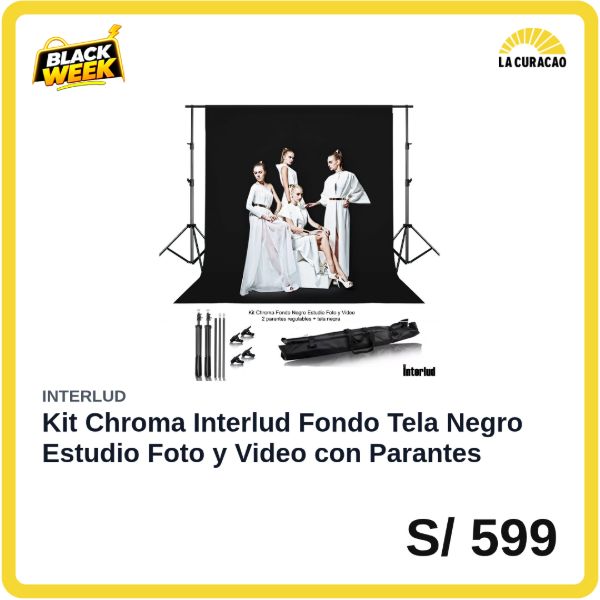 BLACK
WEEK
LA CURACAO
Kit Chroma Fondo Negro Estudio Foto y Video
2 parantes regulables + tela negra
interlud
INTERLUD
Kit Chroma Interlud Fondo Tela Negro
Estudio Foto y Video con Parantes
S/ 599